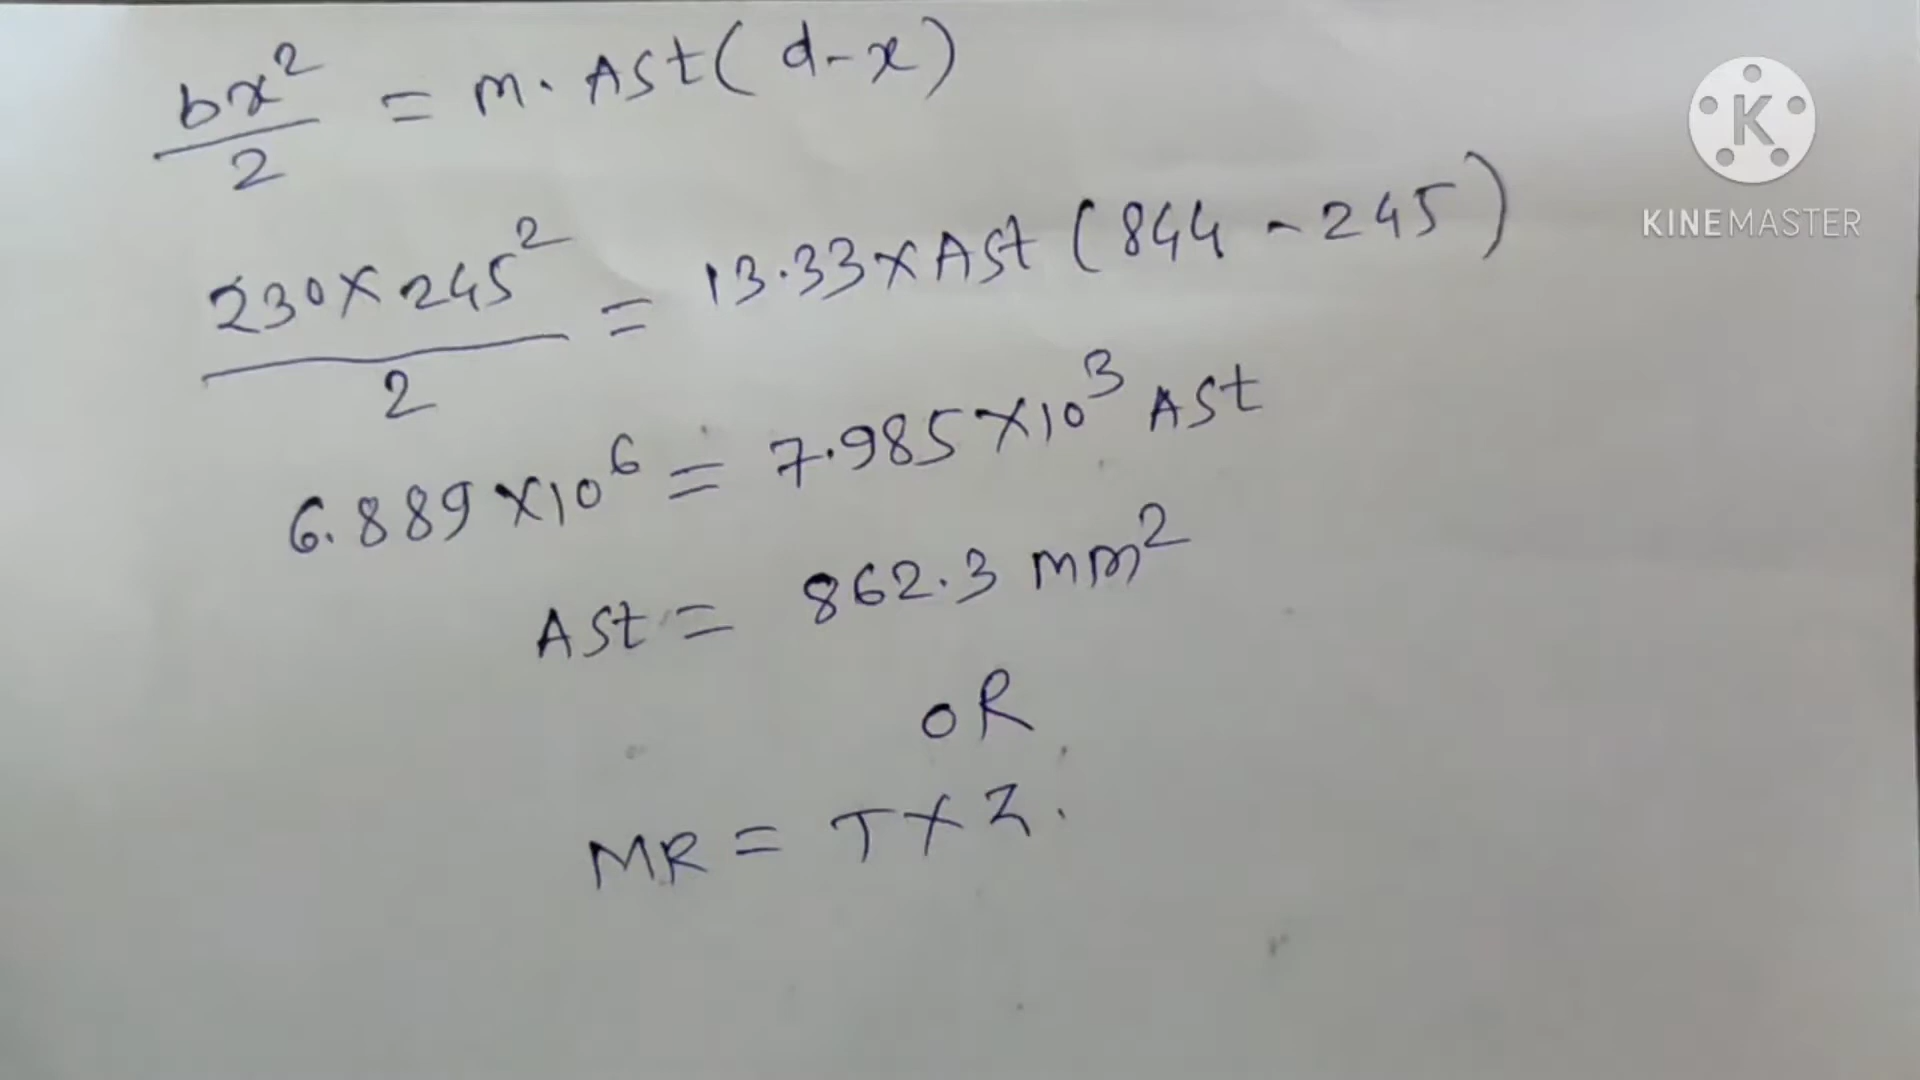 bx²/2 = m. Ast(d-x)
K
KINEMASTER
230×245²/2 = 13.33×Ast(844-245)
6.889×10⁶ = 7.985×10³ Ast
Ast = 862.3 mm²
OR
MR = T×Z.